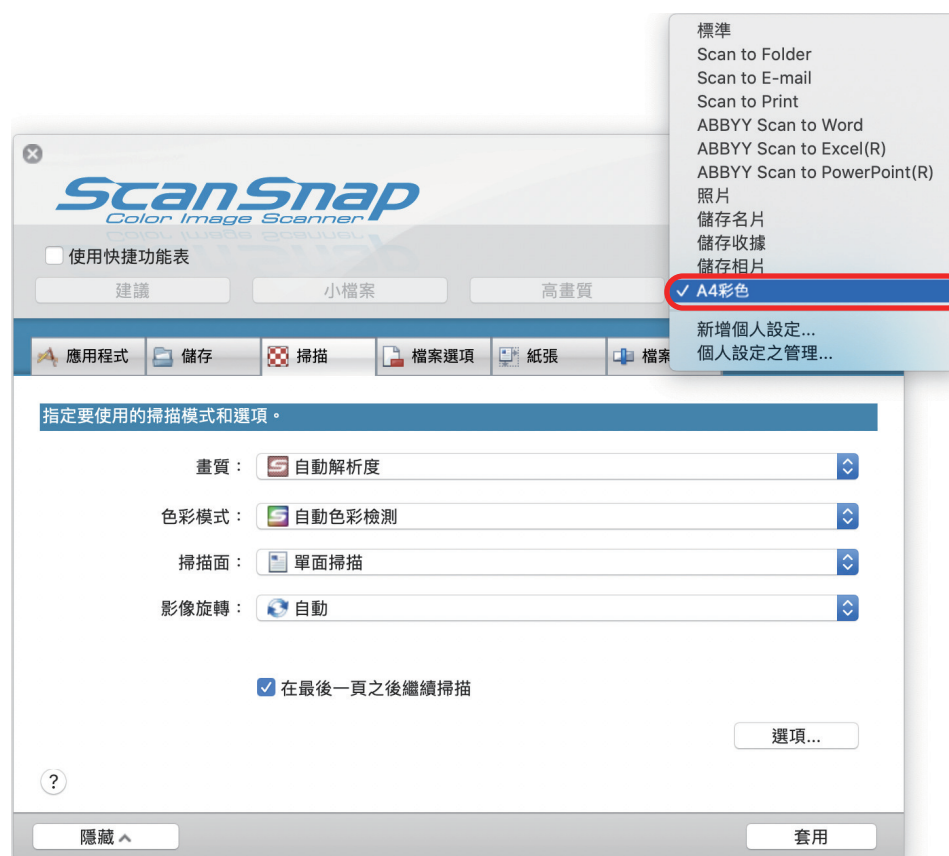 標準
Scan to Folder
Scan to E-mail
Scan to Print
ABBYY Scan to Word
ABBYY Scan to Excel(R)
ABBYY Scan to PowerPoint(R)
照片
儲存名片
儲存收據
儲存相片
✓ A4彩色
新增個人設定...
個人設定之管理...
ScanSnap
Color Image Scanner
使用快捷功能表
建議 小檔案 高畫質
應用程式 儲存 掃描 檔案選項 紙張 檔案
指定要使用的掃描模式和選項。
畫質： 自動解析度
色彩模式： 自動色彩檢測
掃描面： 單面掃描
影像旋轉： 自動
在最後一頁之後繼續掃描
選項...
?
隱藏 套用